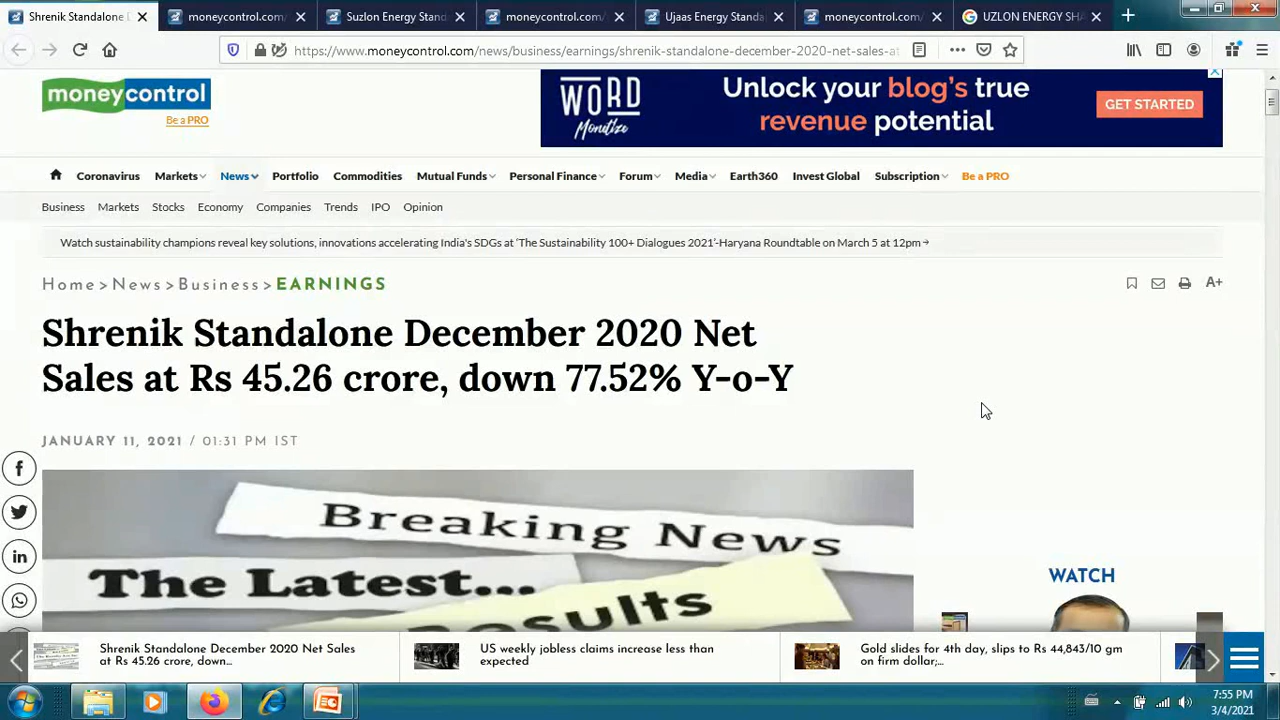 Shrenik Standalone D
moneycontrol.com/
Suzlon Energy Stand
moneycontrol.com/
Ujaas Energy Standa
moneycontrol.com/
UZLON ENERGY SHA
https://www.moneycontrol.com/news/business/earnings/shrenik-standalone-december-2020-net-sales-at
moneycontrol
Be a PRO
WORD
Monetize
Unlock your blog's true
revenue potential
GET STARTED
Coronavirus Markets News Portfolio Commodities Mutual Funds Personal Finance Forum Media Earth360 Invest Global Subscription Be a PRO
Business Markets Stocks Economy Companies Trends IPO Opinion
Watch sustainability champions reveal key solutions, innovations accelerating India's SDGs at 'The Sustainability 100+ Dialogues 2021'-Haryana Roundtable on March 5 at 12pm
Home > News > Business > EARNINGS
A+
Shrenik Standalone December 2020 Net
Sales at Rs 45.26 crore, down 77.52% Y-o-Y
JANUARY 11, 2021 / 01:31 PM IST
Breaking News
The Latest...
Results
WATCH
Shrenik Standalone December 2020 Net Sales
at Rs 45.26 crore, down...
US weekly jobless claims increase less than
expected
Gold slides for 4th day, slips to Rs 44,843/10 gm
on firm dollar;...
7:55 PM
3/4/2021